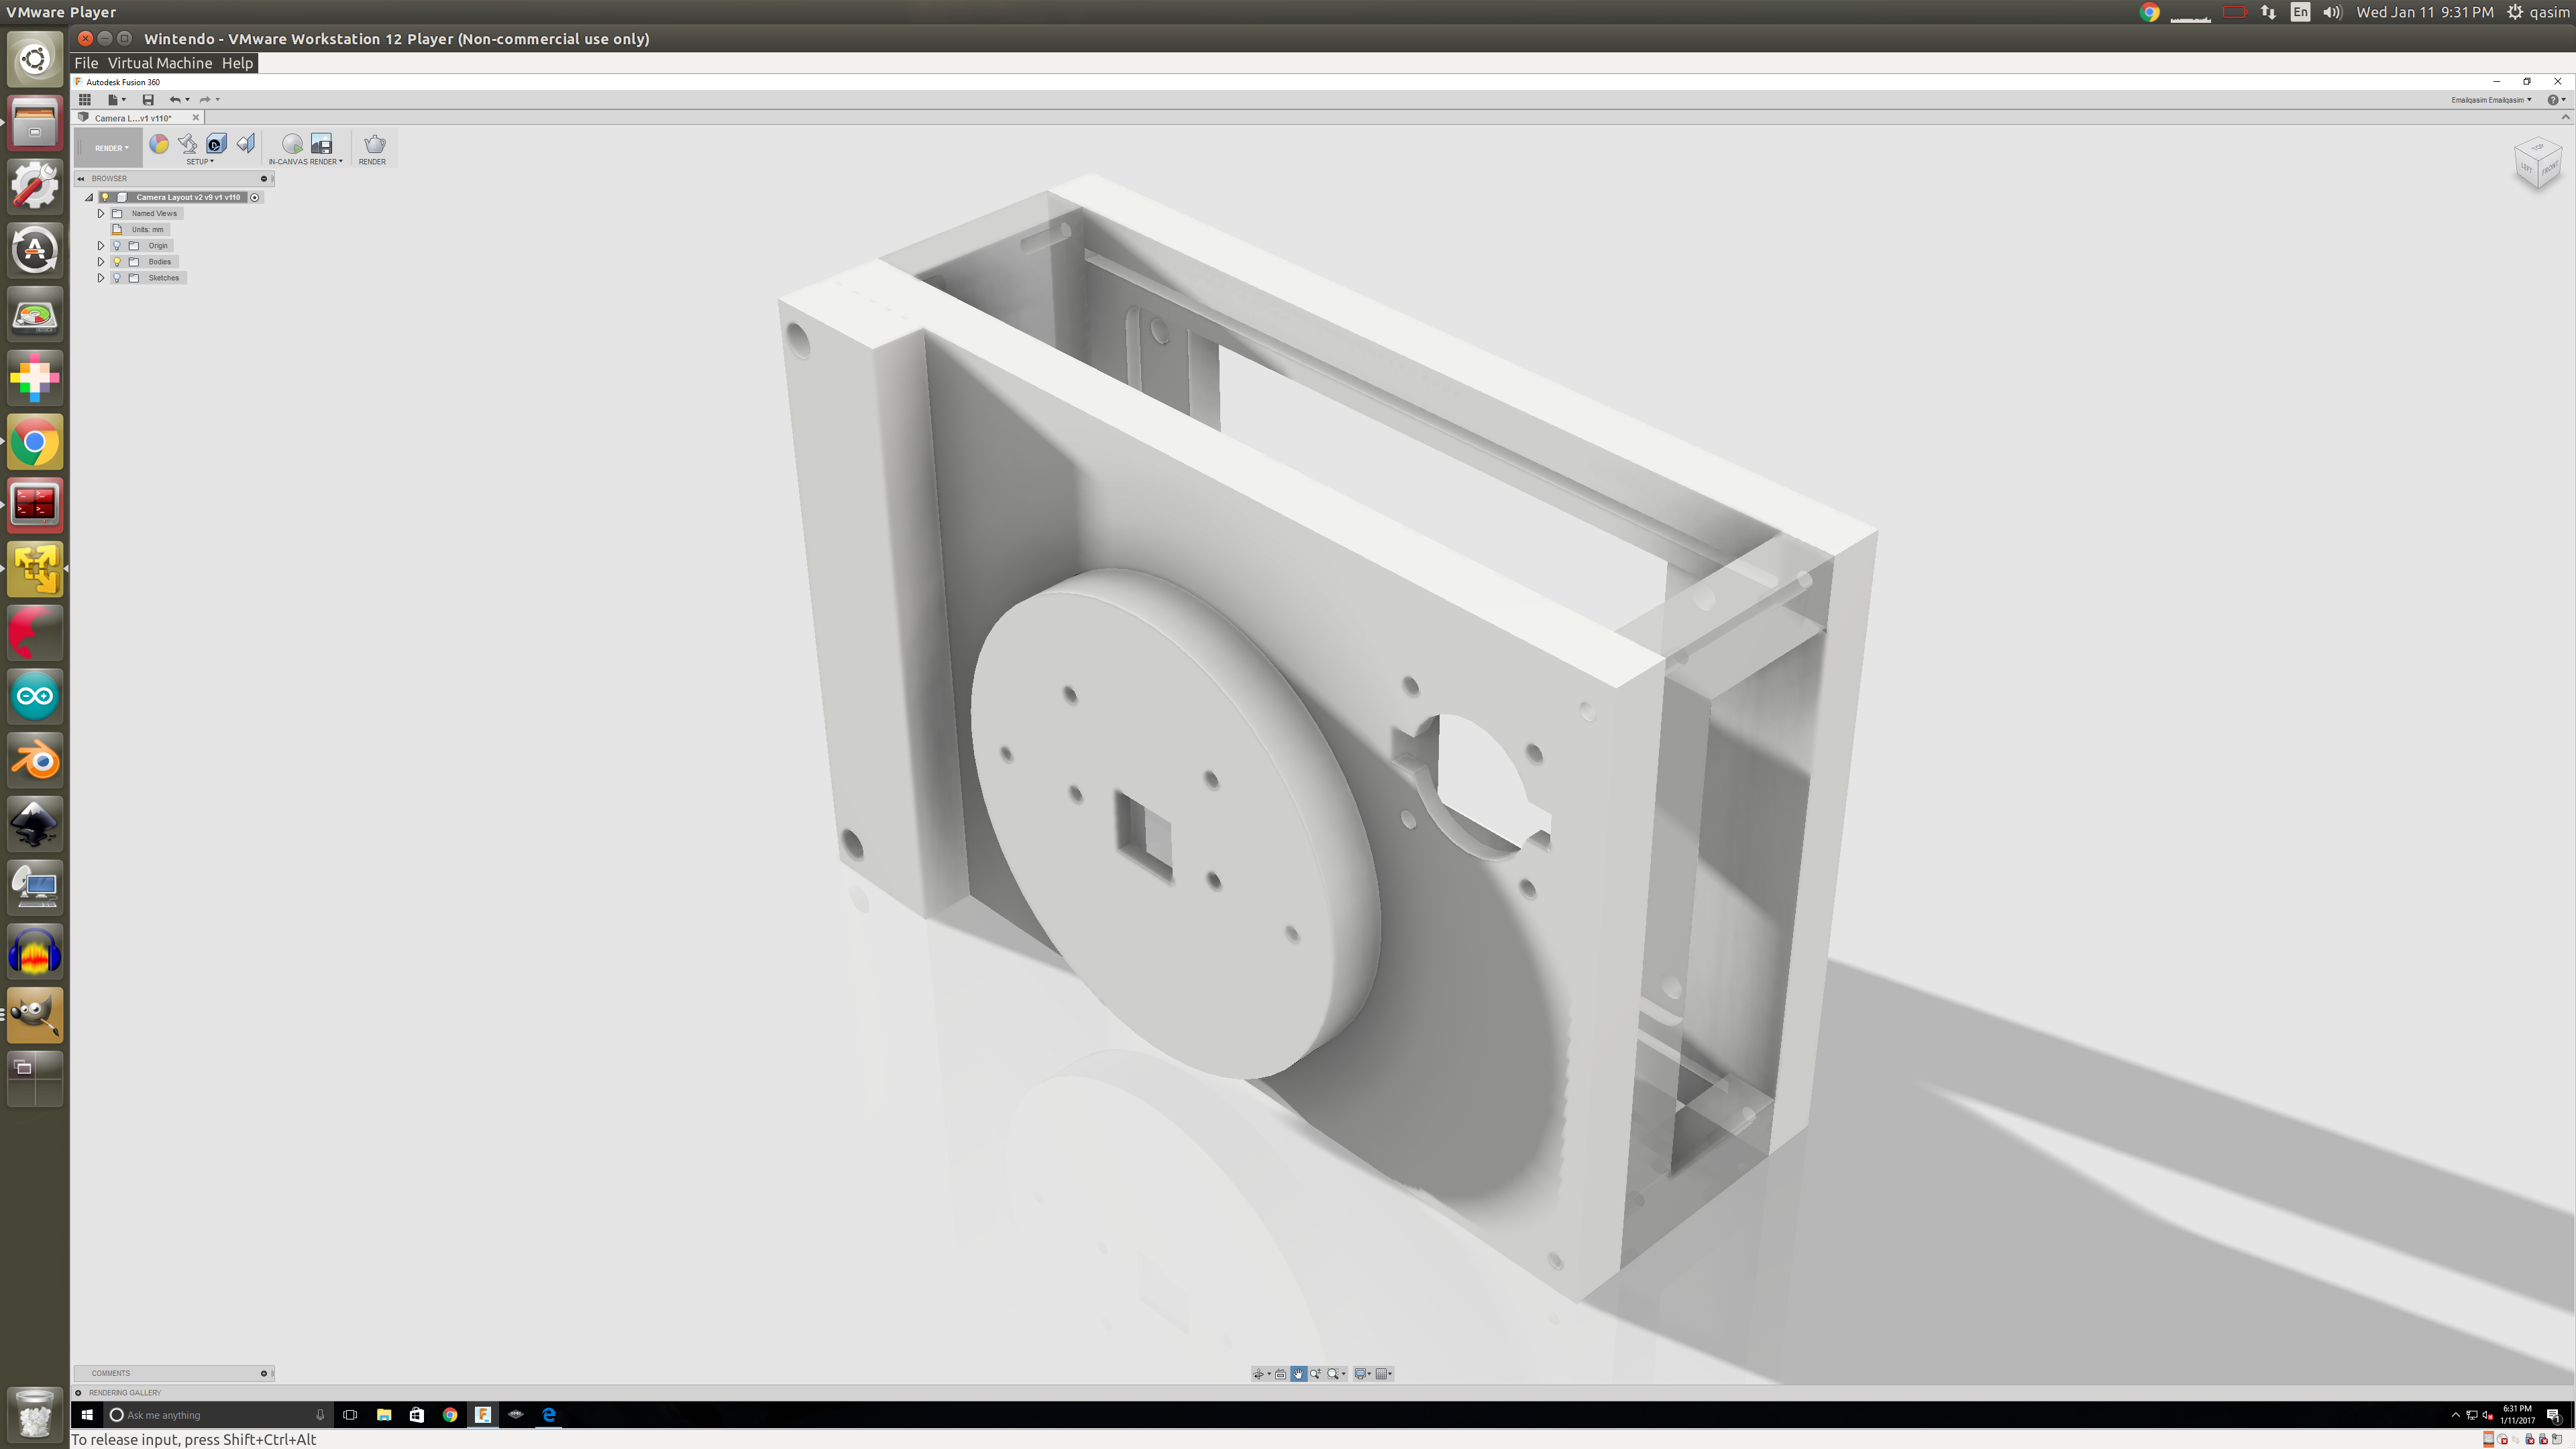 VMware Player
En
Wed Jan 11 9:31 PM
qasim
Wintendo - VMware Workstation 12 Player (Non-commercial use only)
File Virtual Machine Help
Autodesk Fusion 360
Emailqasim Emailqasim
Camera L...v1 v110*
RENDER
SETUP
IN-CANVAS RENDER
RENDER
TOP
LEFT
FRONT
BROWSER
Camera Layout v2 v9 v1 v110
Named Views
Units: mm
Origin
Bodies
Sketches
COMMENTS
RENDERING GALLERY
Ask me anything
6:31 PM
1/11/2017
To release input, press Shift+Ctrl+Alt